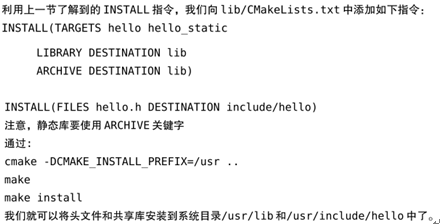 利用上一节了解到的 INSTALL 指令，我们向 lib/CMakeLists.txt 中添加如下指令：
INSTALL(TARGETS hello hello_static
LIBRARY DESTINATION lib
ARCHIVE DESTINATION lib)
INSTALL(FILES hello.h DESTINATION include/hello)
注意，静态库要使用 ARCHIVE 关键字
通过:
cmake -DCMAKE_INSTALL_PREFIX=/usr ..
make
make install
我们就可以将头文件和共享库安装到系统目录/usr/lib 和/usr/include/hello 中了。